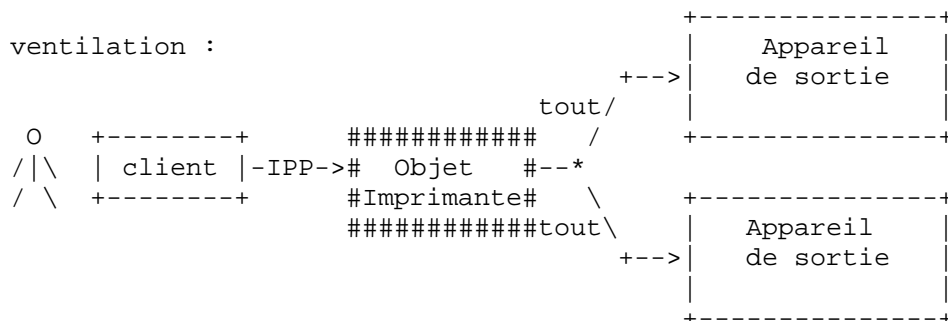 +---------------+
ventilation :                                 |    Appareil   |
                                         +-->|   de sortie   |
                                    tout/     |               |
 O    +--------+       ############   /      +---------------+
/|\   | client |-IPP-># Objet     #--*
/ \   +--------+       #Imprimante#   \      +---------------+
                       ############tout\     |   Appareil    |
                                         +-->|   de sortie   |
                                             |               |
                                             +---------------+